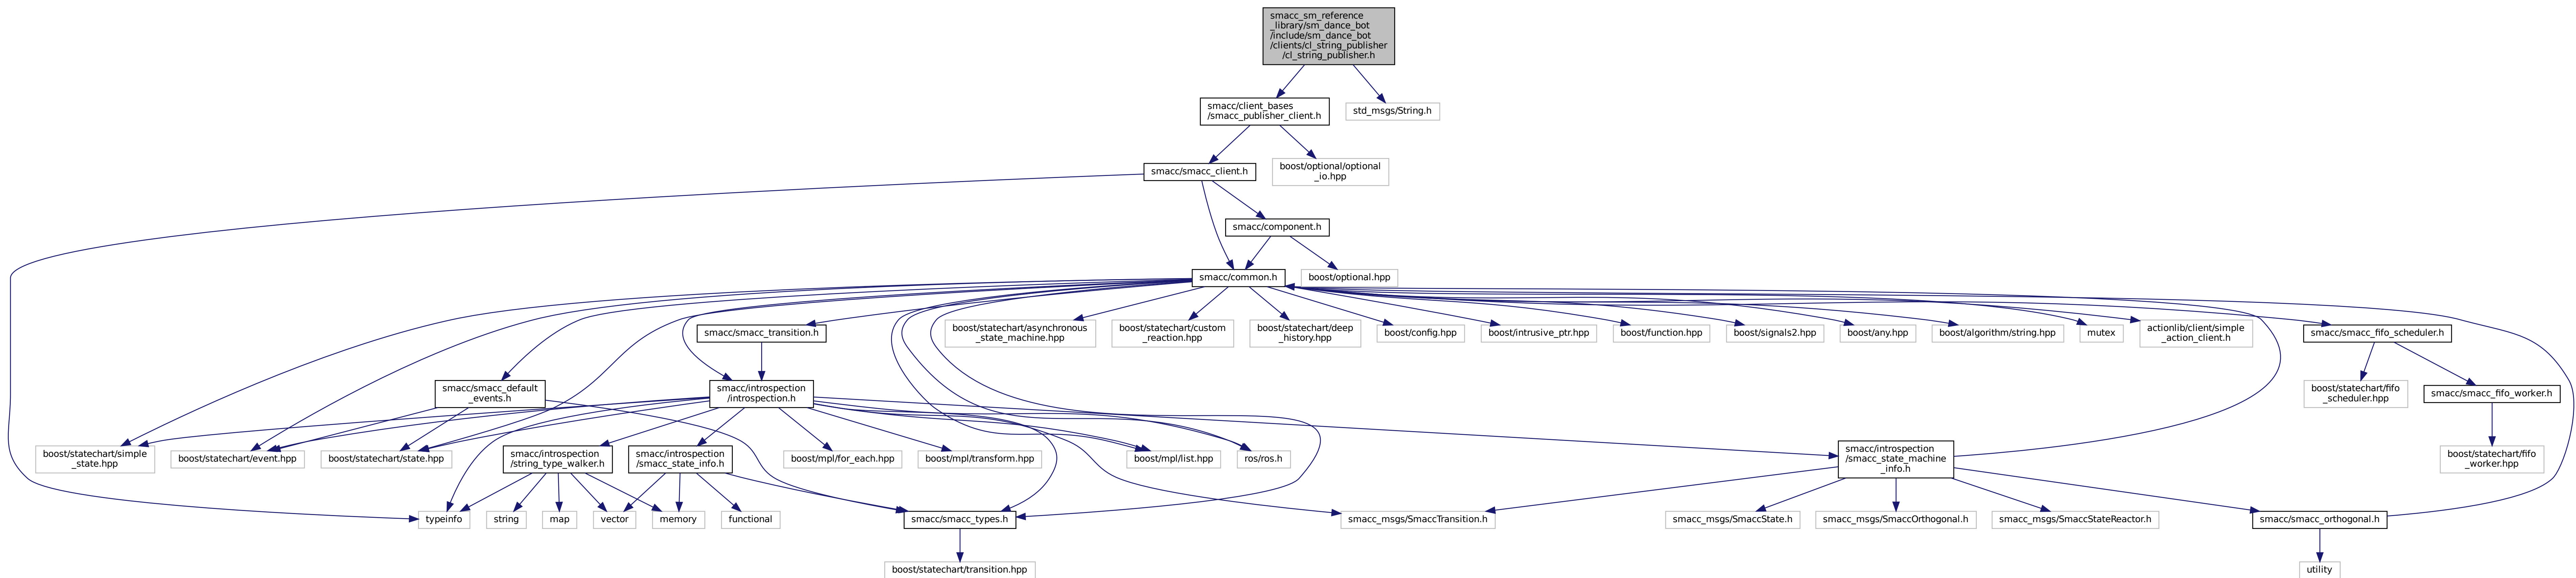 smacc_sm_reference
_library/sm_dance_bot
/include/sm_dance_bot
/clients/cl_string_publisher
/cl_string_publisher.h
smacc/client_bases
/smacc_publisher_client.h
std_msgs/String.h
smacc/smacc_client.h
boost/optional/optional
_io.hpp
smacc/component.h
smacc/common.h
boost/optional.hpp
smacc/smacc_transition.h
boost/statechart/asynchronous
_state_machine.hpp
boost/statechart/custom
_reaction.hpp
boost/statechart/deep
_history.hpp
boost/config.hpp
boost/intrusive_ptr.hpp
boost/function.hpp
boost/signals2.hpp
boost/any.hpp
boost/algorithm/string.hpp
mutex
actionlib/client/simple
_action_client.h
smacc/smacc_fifo_scheduler.h
smacc/smacc_default
_events.h
smacc/introspection
/introspection.h
boost/statechart/fifo
_scheduler.hpp
smacc/smacc_fifo_worker.h
boost/statechart/simple
_state.hpp
boost/statechart/event.hpp
boost/statechart/state.hpp
smacc/introspection
/string_type_walker.h
smacc/introspection
/smacc_state_info.h
boost/mpl/for_each.hpp
boost/mpl/transform.hpp
boost/mpl/list.hpp
ros/ros.h
smacc/introspection
/smacc_state_machine
_info.h
boost/statechart/fifo
_worker.hpp
typeinfo
string
map
vector
memory
functional
smacc/smacc_types.h
smacc_msgs/SmaccTransition.h
smacc_msgs/SmaccState.h
smacc_msgs/SmaccOrthogonal.h
smacc_msgs/SmaccStateReactor.h
smacc/smacc_orthogonal.h
boost/statechart/transition.hpp
utility